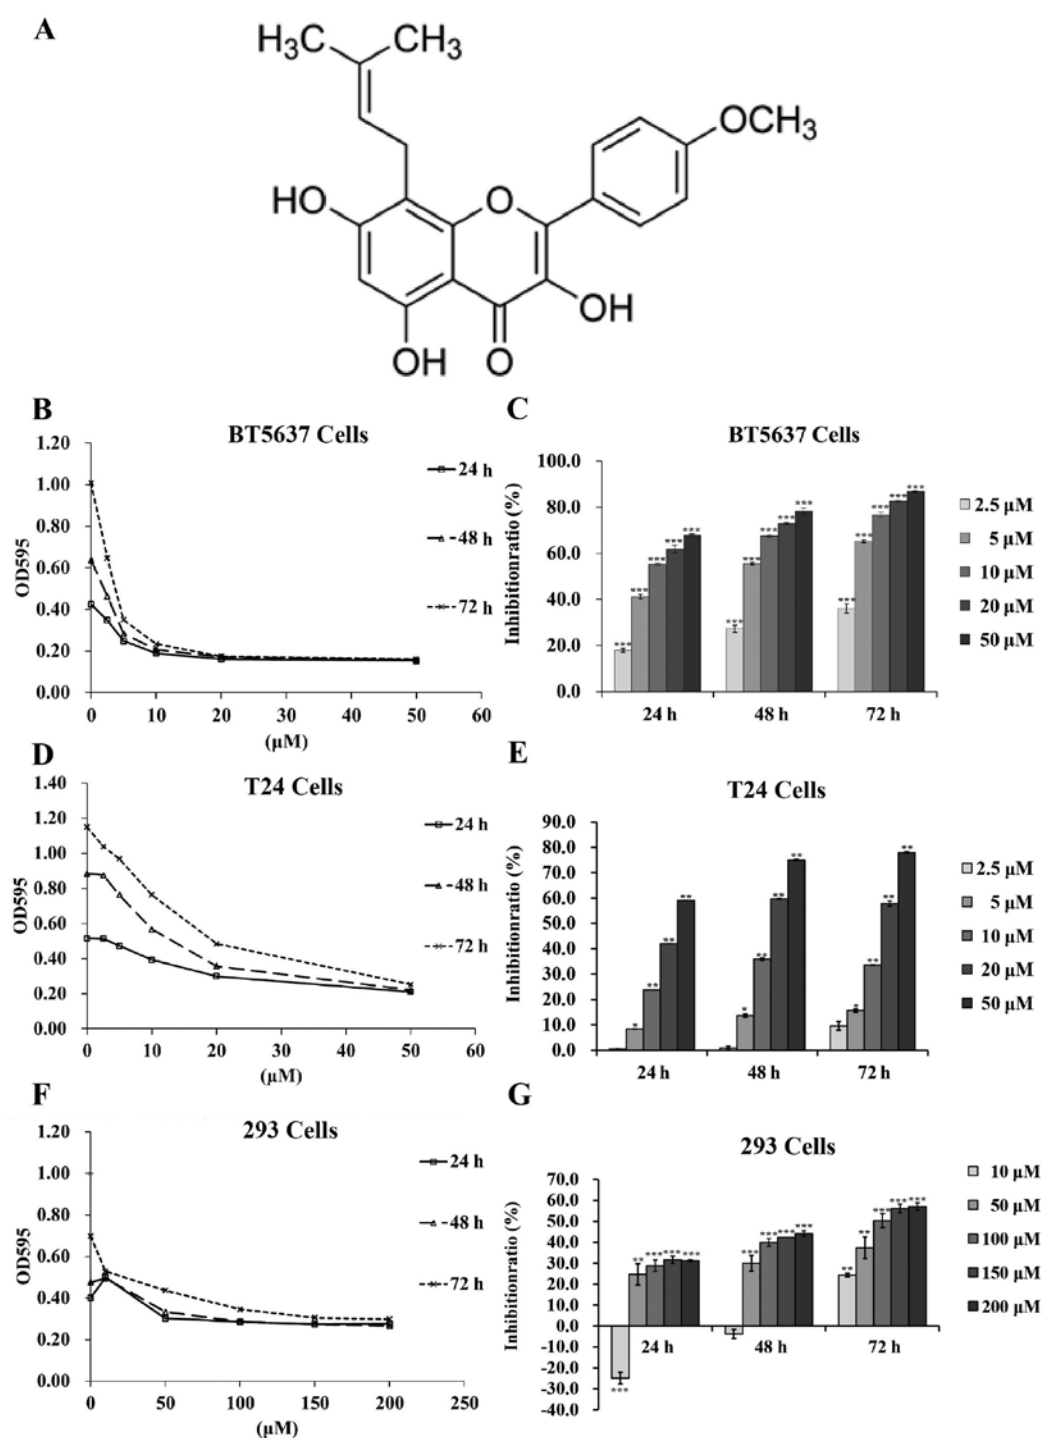 A
H3C
CH3
OCH3
HO
O
OH
OH
O
B
BT5637 Cells
1.20
1.00
0.80
0.60
0.40
0.20
0.00
OD595
0 10 20 30 40 50 60
(μM)
24 h
48 h
72 h
C
BT5637 Cells
100.0
80.0
60.0
40.0
20.0
0.0
Inhibitionratio (%)
*** *** *** *** ***
*** *** *** *** ***
*** *** *** *** ***
24 h 48 h 72 h
2.5 μM
5 μM
10 μM
20 μM
50 μM
D
T24 Cells
1.40
1.20
1.00
0.80
0.60
0.40
0.20
0.00
OD595
0 10 20 30 40 50 60
(μM)
24 h
48 h
72 h
E
T24 Cells
90.0
80.0
70.0
60.0
50.0
40.0
30.0
20.0
10.0
0.0
Inhibitionratio (%)
* ** ** **
* ** ** **
* ** ** **
24 h 48 h 72 h
2.5 μM
5 μM
10 μM
20 μM
50 μM
F
293 Cells
1.20
1.00
0.80
0.60
0.40
0.20
0.00
OD595
0 50 100 150 200 250
(μM)
24 h
48 h
72 h
G
293 Cells
70.0
60.0
50.0
40.0
30.0
20.0
10.0
0.0
-10.0
-20.0
-30.0
-40.0
Inhibitionratio (%)
*** ** *** *** ***
*** *** *** ***
** ** *** *** ***
24 h 48 h 72 h
10 μM
50 μM
100 μM
150 μM
200 μM